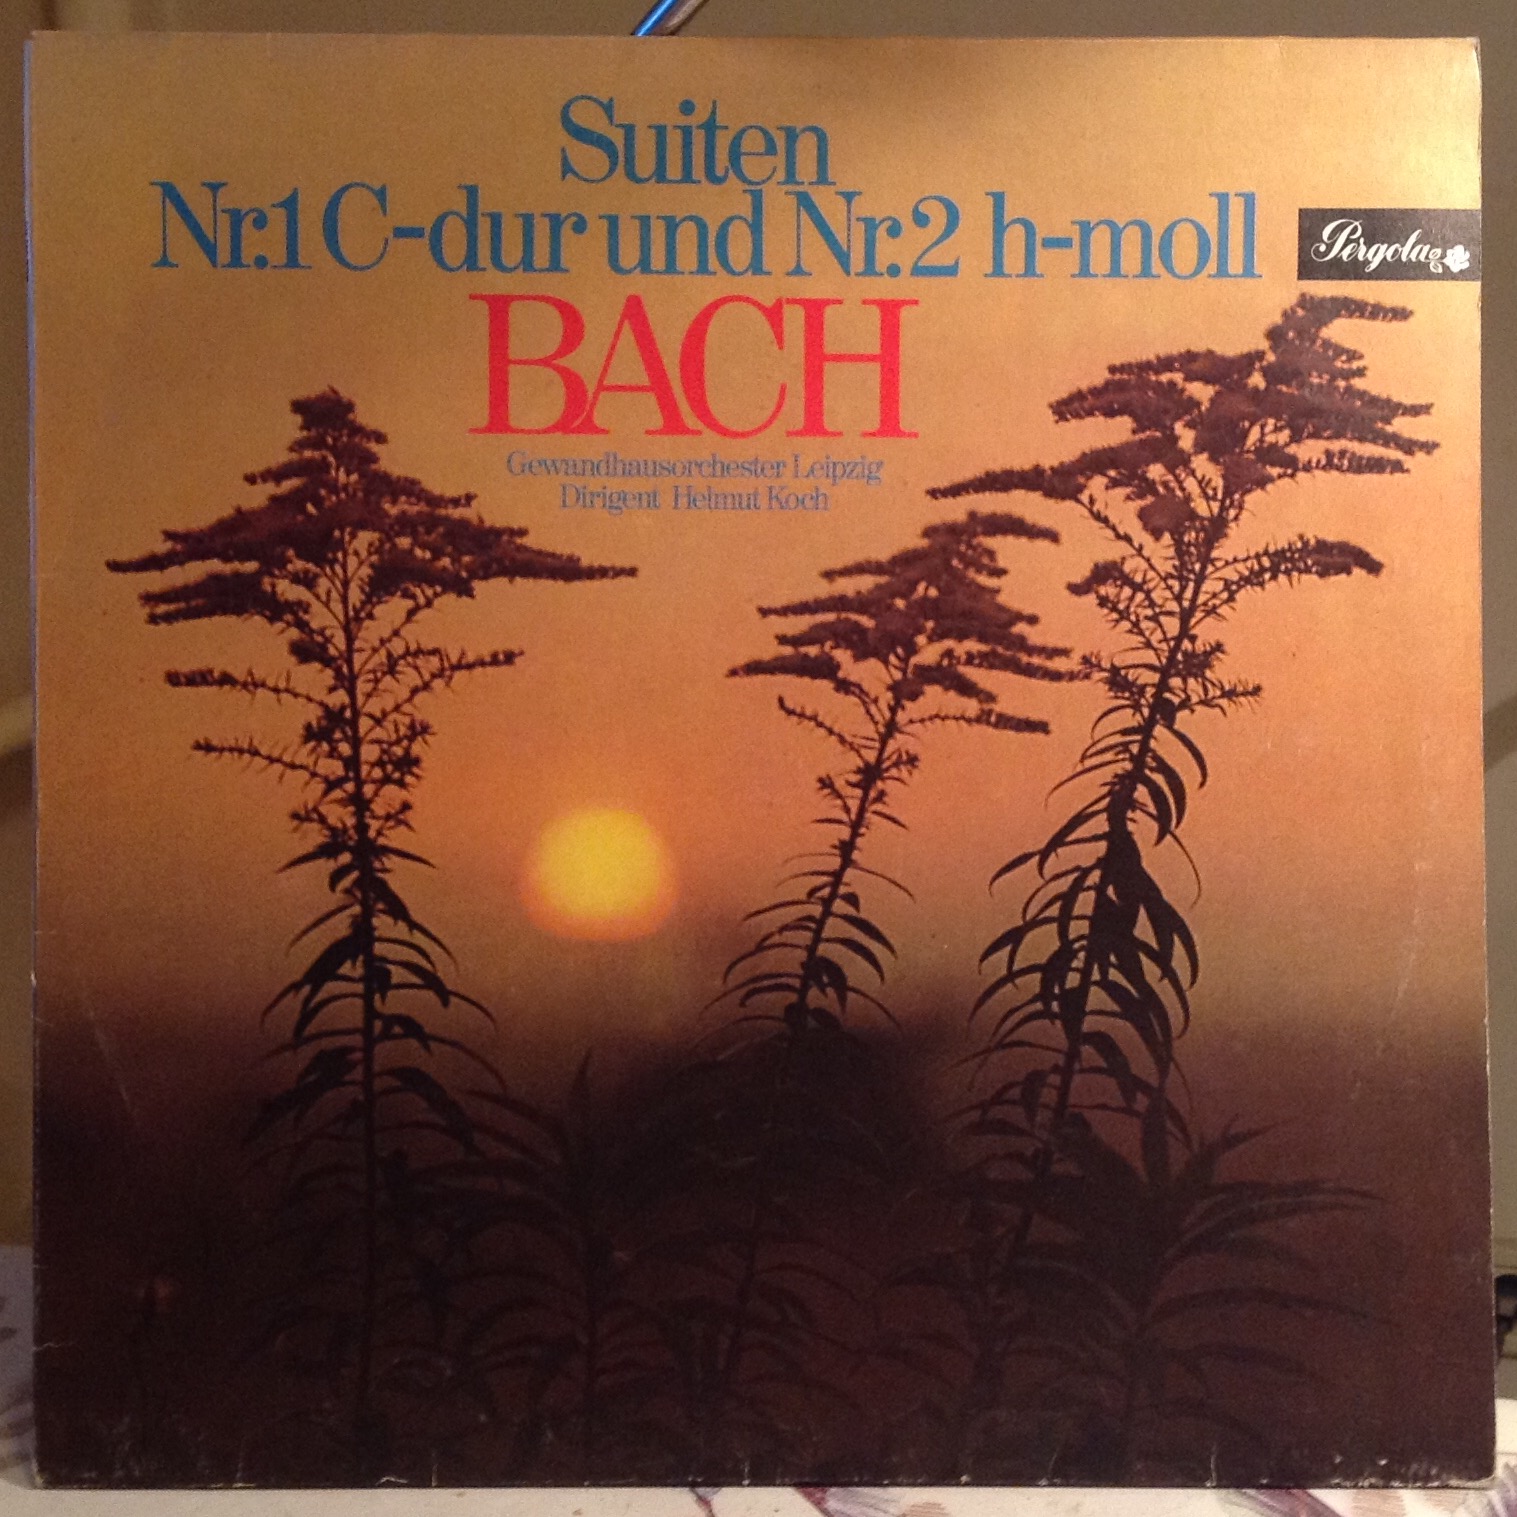 Suiten
Nr.1 C-dur und Nr.2 h-moll
Pergola
BACH
Gewandhausorchester Leipzig
Dirigent Helmut Koch